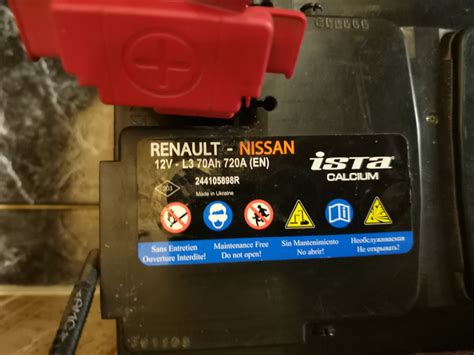 RENAULT - NISSAN
12V - L3 70Ah 720A (EN)
244105898R
Made in Ukraine
ista
CALCIUM
Sans Entretien
Ouverture Interdite!
Maintenance Free
Do not open!
Sin Mantenimiento
No abrir!
Необслуживаемая
Не открывать!